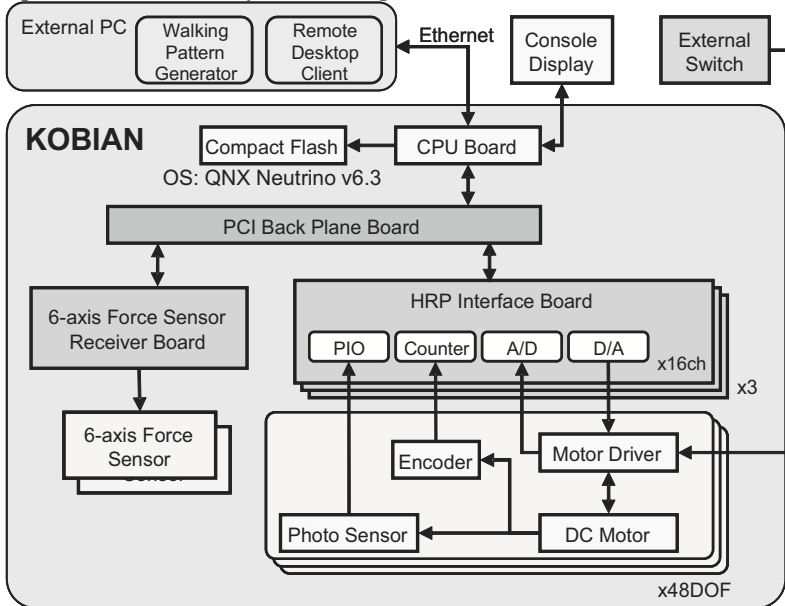 External PC
Walking
Pattern
Generator
Remote
Desktop
Client
Ethernet
Console
Display
External
Switch
KOBIAN
Compact Flash
CPU Board
OS: QNX Neutrino v6.3
PCI Back Plane Board
6-axis Force Sensor
Receiver Board
HRP Interface Board
PIO
Counter
A/D
D/A
x16ch
x3
6-axis Force
Sensor
Sensor
Encoder
Motor Driver
Photo Sensor
DC Motor
x48DOF